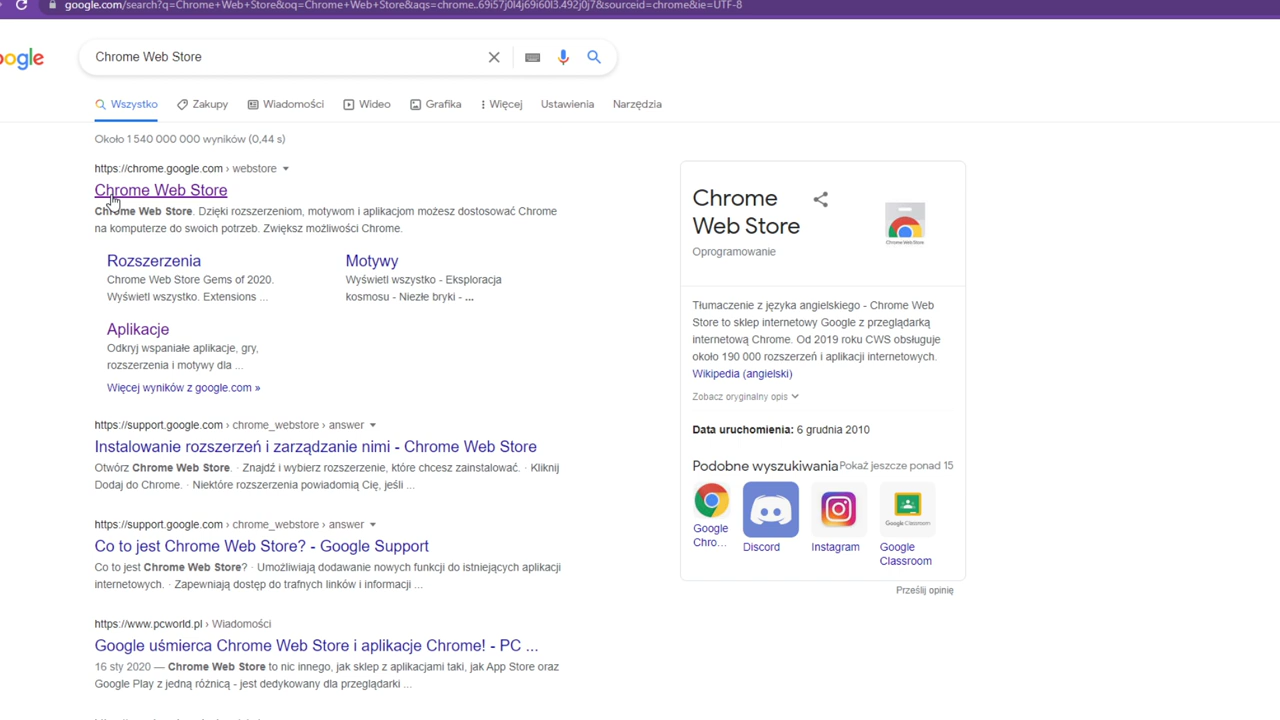 google.com/search?q=Chrome+Web+Store&oq=Chrome+Web+Store&aqs=chrome..69i57j0l4j69i60l3.492j0j7&sourceid=chrome&ie=UTF-8
ogle
Chrome Web Store
Wszystko Zakupy Wiadomości Wideo Grafika Więcej Ustawienia Narzędzia
Około 1 540 000 000 wyników (0,44 s)
https://chrome.google.com › webstore
Chrome Web Store
Chrome Web Store. Dzięki rozszerzeniom, motywom i aplikacjom możesz dostosować Chrome
na komputerze do swoich potrzeb. Zwiększ możliwości Chrome.
Rozszerzenia
Chrome Web Store Gems of 2020.
Wyświetl wszystko. Extensions ...
Motywy
Wyświetl wszystko - Eksploracja
kosmosu - Niezłe bryki - ...
Aplikacje
Odkryj wspaniałe aplikacje, gry,
rozszerzenia i motywy dla ...
Więcej wyników z google.com »
https://support.google.com › chrome_webstore › answer
Instalowanie rozszerzeń i zarządzanie nimi - Chrome Web Store
Otwórz Chrome Web Store. · Znajdź i wybierz rozszerzenie, które chcesz zainstalować. · Kliknij
Dodaj do Chrome. · Niektóre rozszerzenia powiadomią Cię, jeśli ...
https://support.google.com › chrome_webstore › answer
Co to jest Chrome Web Store? - Google Support
Co to jest Chrome Web Store? · Umożliwiają dodawanie nowych funkcji do istniejących aplikacji
internetowych. · Zapewniają dostęp do trafnych linków i informacji ...
https://www.pcworld.pl › Wiadomości
Google uśmierca Chrome Web Store i aplikacje Chrome! - PC ...
16 sty 2020 — Chrome Web Store to nic innego, jak sklep z aplikacjami taki, jak App Store oraz
Google Play z jedną różnicą - jest dedykowany dla przeglądarki ...
Chrome
Web Store
Oprogramowanie
Chrome Web Store
Tłumaczenie z języka angielskiego - Chrome Web
Store to sklep internetowy Google z przeglądarką
internetową Chrome. Od 2019 roku CWS obsługuje
około 190 000 rozszerzeń i aplikacji internetowych.
Wikipedia (angielski)
Zobacz oryginalny opis
Data uruchomienia: 6 grudnia 2010
Podobne wyszukiwania Pokaż jeszcze ponad 15
Google
Chro...
Discord
Instagram
Google Classroom
Google
Classroom
Prześlij opinię